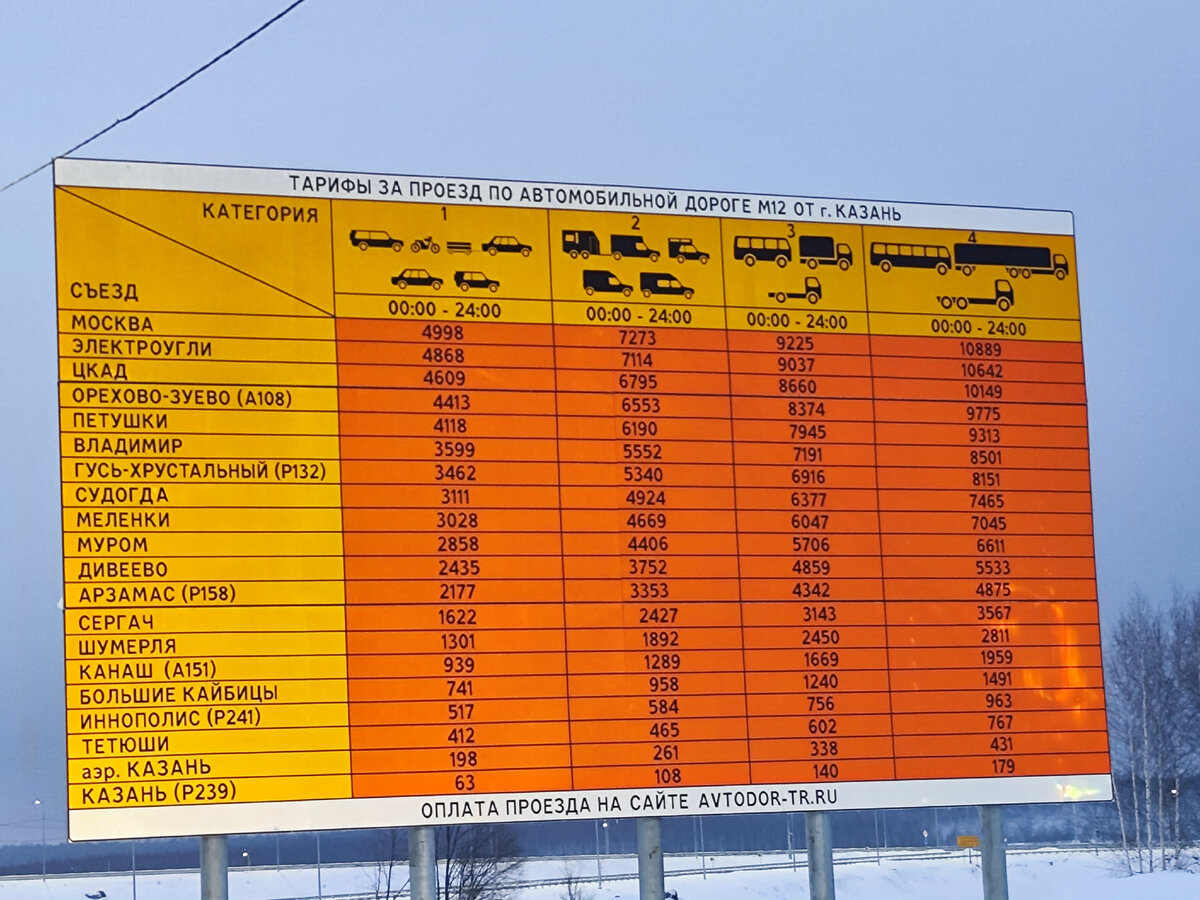 ТАРИФЫ ЗА ПРОЕЗД ПО АВТОМОБИЛЬНОЙ ДОРОГЕ М12 ОТ г. КАЗАНЬ
КАТЕГОРИЯ 1 2 3 4
СЪЕЗД 00:00 - 24:00 00:00 - 24:00 00:00 - 24:00 00:00 - 24:00
МОСКВА 4998 7273 9225 10889
ЭЛЕКТРОУГЛИ 4868 7114 9037 10642
ЦКАД 4609 6795 8660 10149
ОРЕХОВО-ЗУЕВО (А108) 4413 6553 8374 9775
ПЕТУШКИ 4118 6190 7945 9313
ВЛАДИМИР 3599 5552 7191 8501
ГУСЬ-ХРУСТАЛЬНЫЙ (Р132) 3462 5340 6916 8151
СУДОГДА 3111 4924 6377 7465
МЕЛЕНКИ 3028 4669 6047 7045
МУРОМ 2858 4406 5706 6611
ДИВЕЕВО 2435 3752 4859 5533
АРЗАМАС (Р158) 2177 3353 4342 4875
СЕРГАЧ 1622 2427 3143 3567
ШУМЕРЛЯ 1301 1892 2450 2811
КАНАШ (А151) 939 1289 1669 1959
БОЛЬШИЕ КАЙБИЦЫ 741 958 1240 1491
ИННОПОЛИС (Р241) 517 584 756 963
ТЕТЮШИ 412 465 602 767
аэр. КАЗАНЬ 198 261 338 431
КАЗАНЬ (Р239) 63 108 140 179
ОПЛАТА ПРОЕЗДА НА САЙТЕ AVTODOR-TR.RU